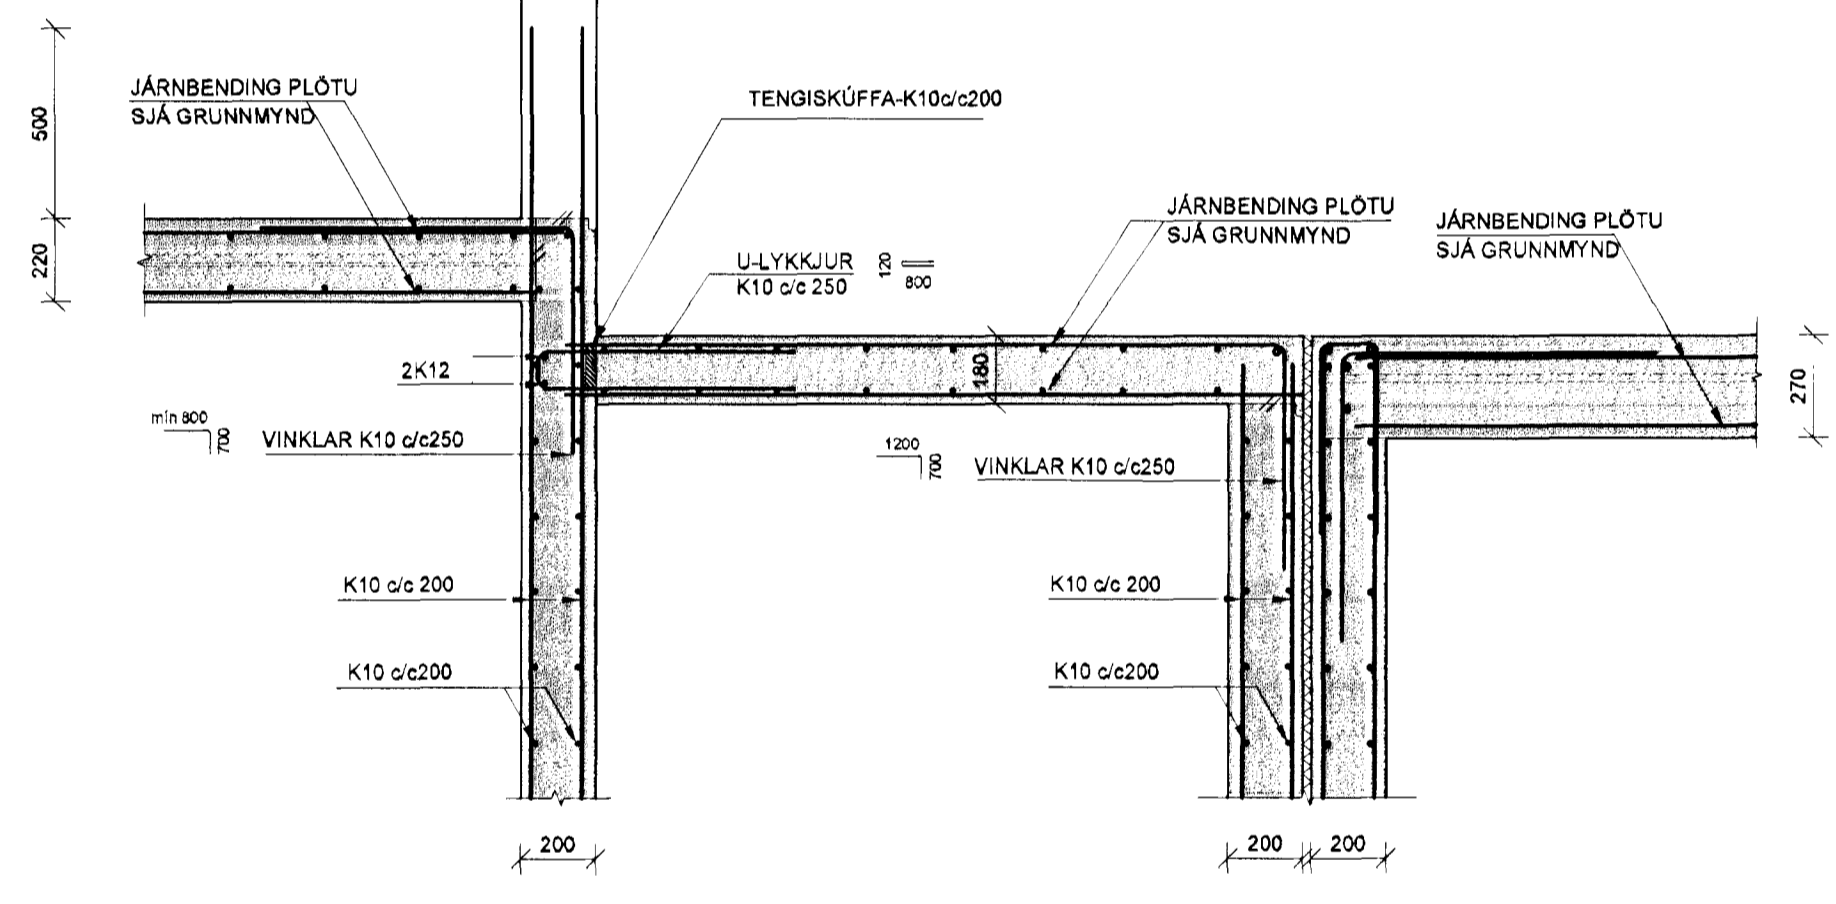 JÁRNBENDING PLÖTU
SJÁ GRUNNMYND
TENGISKÚFFA-K10c/c200
500
220
U-LYKKJUR
K10 c/c 250
120
800
JÁRNBENDING PLÖTU
SJÁ GRUNNMYND
JÁRNBENDING PLÖTU
SJÁ GRUNNMYND
2K12
180
270
min 800
700
VINKLAR K10 c/c250
1200
700
VINKLAR K10 c/c250
K10 c/c 200
K10 c/c 200
K10 c/c200
K10 c/c200
200
200
200